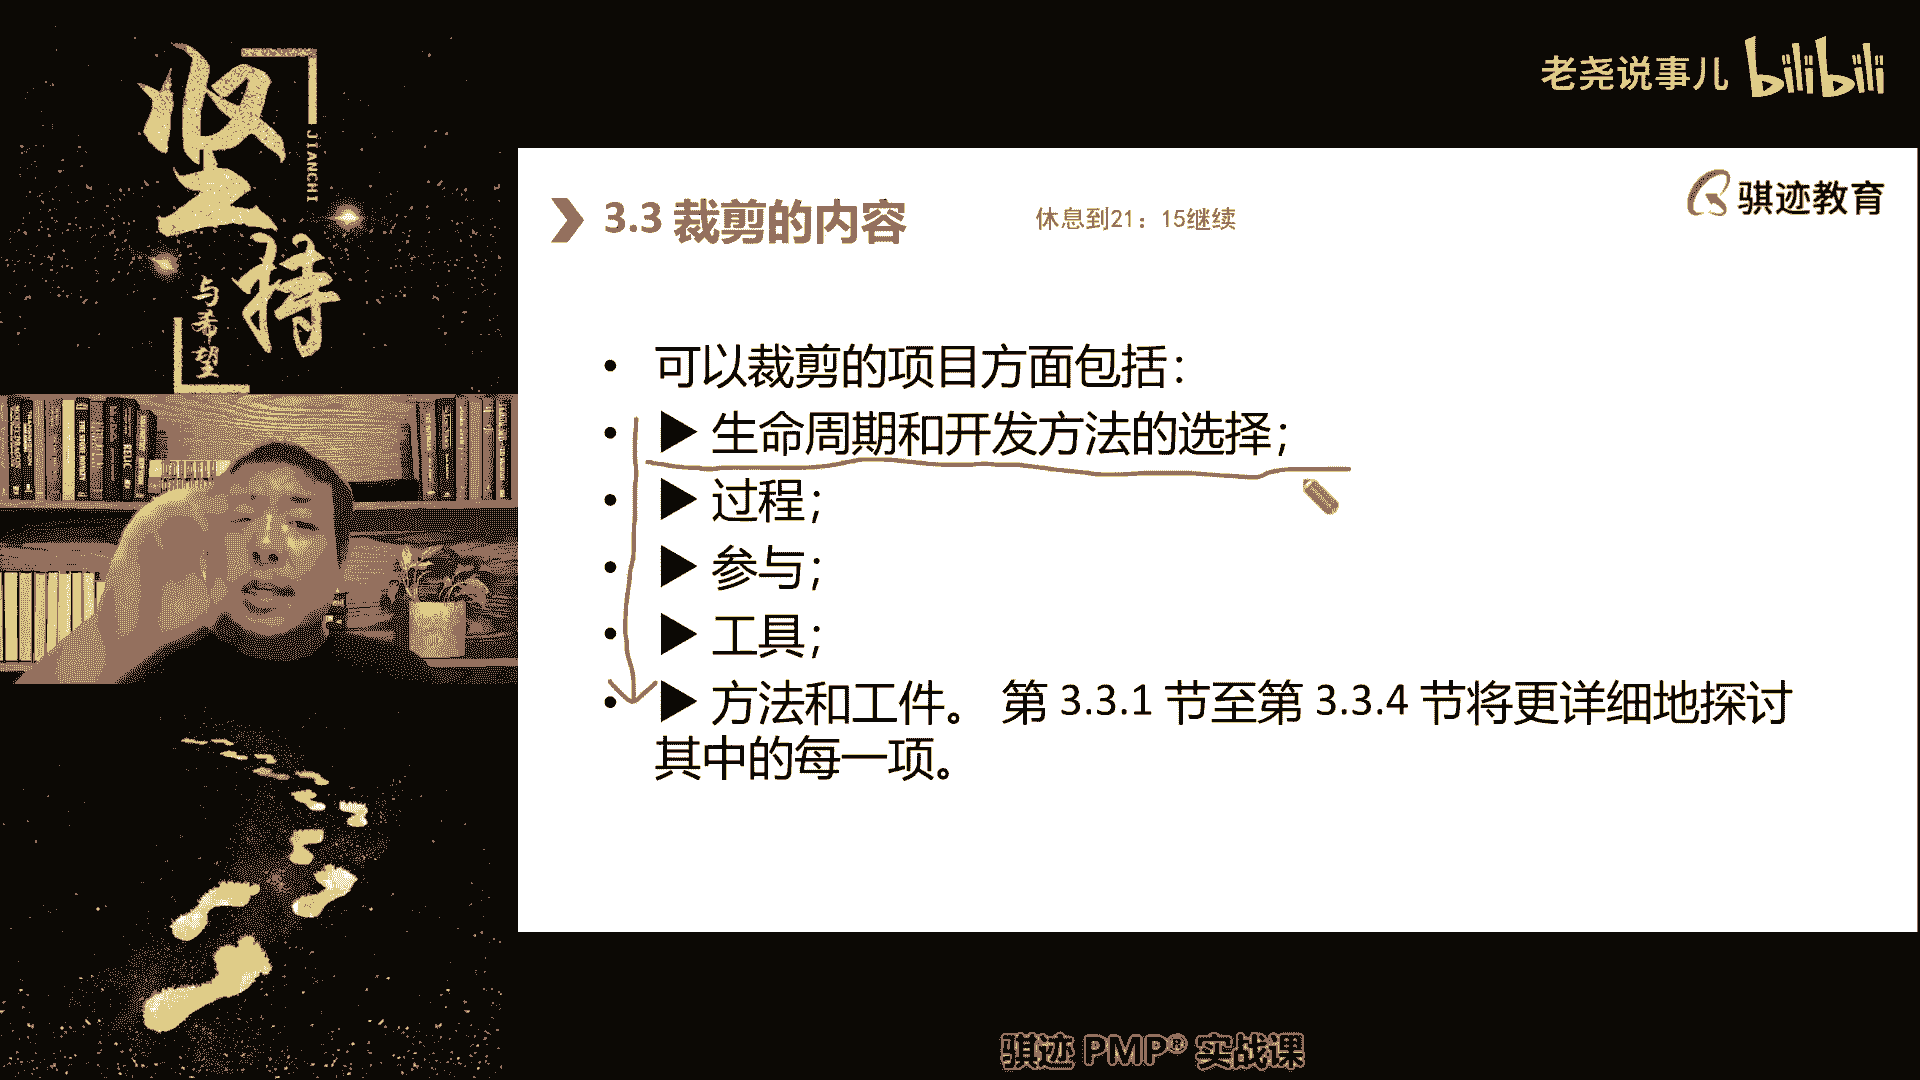 坚持
JIANCHI
与希望
老尧说事儿 bilibili
骐迹教育
3.3 裁剪的内容
休息到21：15继续
• 可以裁剪的项目方面包括：
• ▶ 生命周期和开发方法的选择；
• ▶ 过程；
• ▶ 参与；
• ▶ 工具；
• ▶ 方法和工件。 第 3.3.1 节至第 3.3.4 节将更详细地探讨
其中的每一项。
骐迹 PMP® 实战课